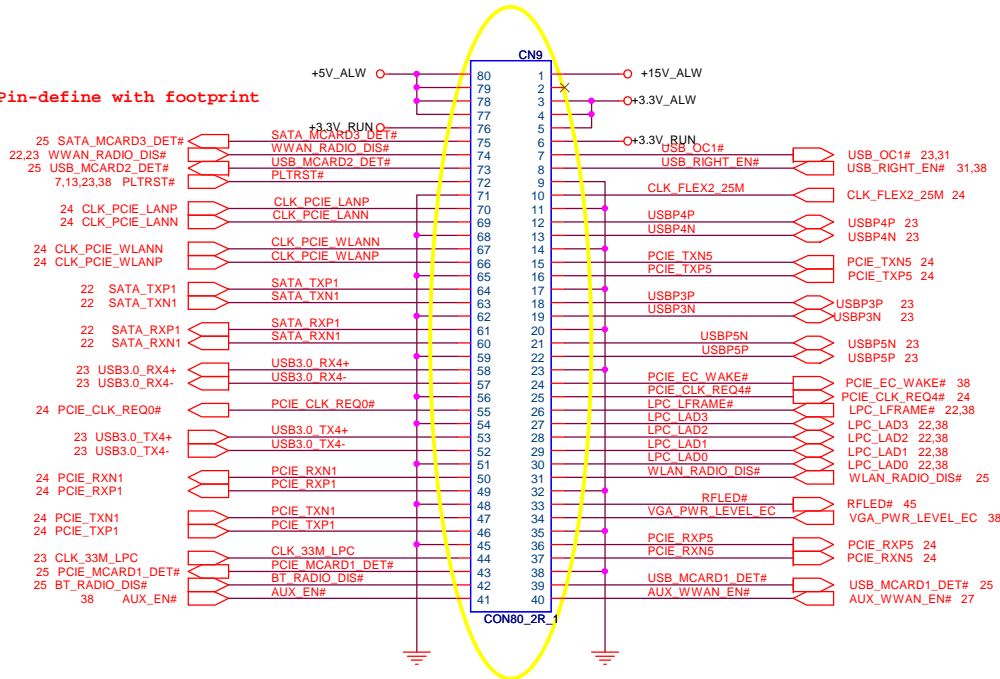 CN9
+5V_ALW 80 1 +15V_ALW
79 2
Pin-define with footprint 78 3 +3.3V_ALW
77 4
+3.3V_RUN 76 5
25 SATA_MCARD3_DET# SATA_MCARD3_DET# 75 6 +3.3V_RUN
22,23 WWAN_RADIO_DIS# WWAN_RADIO_DIS# 74 7 USB_OC1# USB_OC1# 23,31
25 USB_MCARD2_DET# USB_MCARD2_DET# 73 8 USB_RIGHT_EN# USB_RIGHT_EN# 31,38
7,13,23,38 PLTRST# PLTRST# 72 9
71 10 CLK_FLEX2_25M CLK_FLEX2_25M 24
24 CLK_PCIE_LANP CLK_PCIE_LANP 70 11
24 CLK_PCIE_LANN CLK_PCIE_LANN 69 12 USBP4P USBP4P 23
68 13 USBP4N USBP4N 23
24 CLK_PCIE_WLANN CLK_PCIE_WLANN 67 14
24 CLK_PCIE_WLANP CLK_PCIE_WLANP 66 15 PCIE_TXN5 PCIE_TXN5 24
65 16 PCIE_TXP5 PCIE_TXP5 24
22 SATA_TXP1 SATA_TXP1 64 17
22 SATA_TXN1 SATA_TXN1 63 18 USBP3P USBP3P 23
62 19 USBP3N USBP3N 23
22 SATA_RXP1 SATA_RXP1 61 20
22 SATA_RXN1 SATA_RXN1 60 21 USBP5N USBP5N 23
59 22 USBP5P USBP5P 23
23 USB3.0_RX4+ USB3.0_RX4+ 58 23
23 USB3.0_RX4- USB3.0_RX4- 57 24 PCIE_EC_WAKE# PCIE_EC_WAKE# 38
56 25 PCIE_CLK_REQ4# PCIE_CLK_REQ4# 24
24 PCIE_CLK_REQ0# PCIE_CLK_REQ0# 55 26 LPC_LFRAME# LPC_LFRAME# 22,38
54 27 LPC_LAD3 LPC_LAD3 22,38
23 USB3.0_TX4+ USB3.0_TX4+ 53 28 LPC_LAD2 LPC_LAD2 22,38
23 USB3.0_TX4- USB3.0_TX4- 52 29 LPC_LAD1 LPC_LAD1 22,38
51 30 LPC_LAD0 LPC_LAD0 22,38
24 PCIE_RXN1 PCIE_RXN1 50 31 WLAN_RADIO_DIS# WLAN_RADIO_DIS# 25
24 PCIE_RXP1 PCIE_RXP1 49 32
48 33 RFLED# RFLED# 45
24 PCIE_TXN1 PCIE_TXN1 47 34 VGA_PWR_LEVEL_EC VGA_PWR_LEVEL_EC 38
24 PCIE_TXP1 PCIE_TXP1 46 35
45 36 PCIE_RXP5 PCIE_RXP5 24
23 CLK_33M_LPC CLK_33M_LPC 44 37 PCIE_RXN5 PCIE_RXN5 24
25 PCIE_MCARD1_DET# PCIE_MCARD1_DET# 43 38
25 BT_RADIO_DIS# BT_RADIO_DIS# 42 39 USB_MCARD1_DET# USB_MCARD1_DET# 25
38 AUX_EN# AUX_EN# 41 40 AUX_WWAN_EN# AUX_WWAN_EN# 27
CON80_2R_1